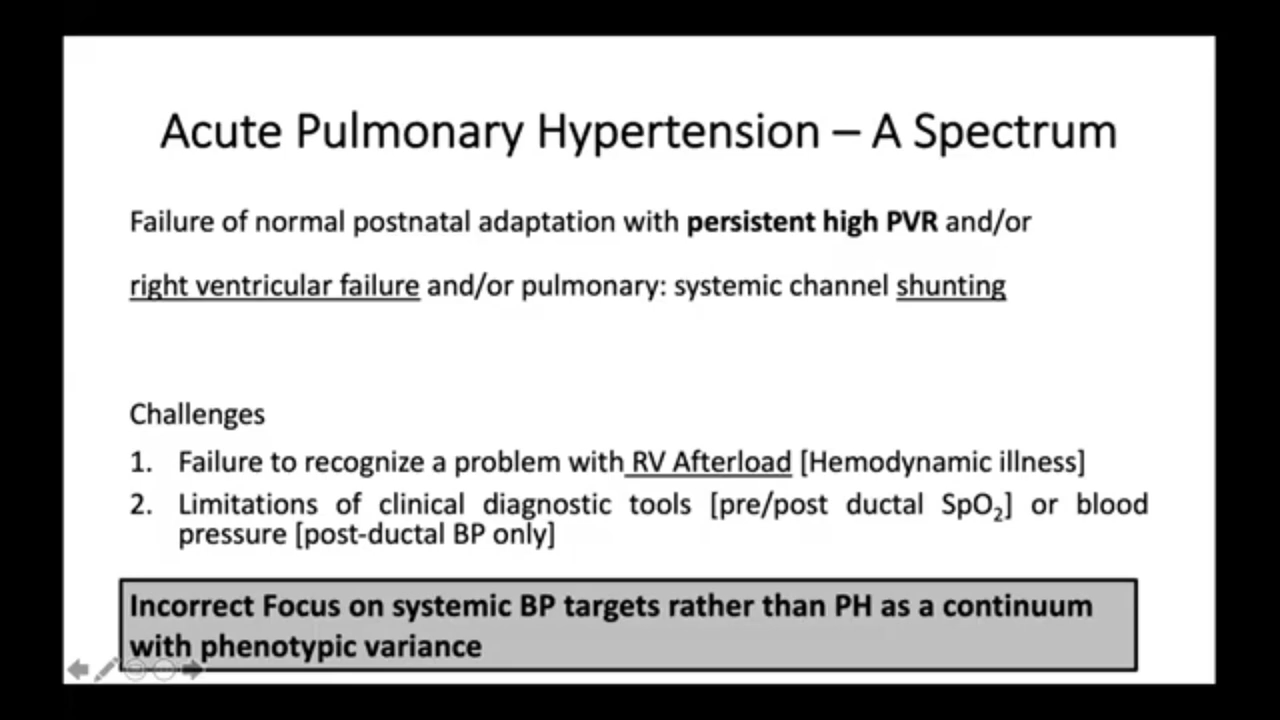 Acute Pulmonary Hypertension – A Spectrum
Failure of normal postnatal adaptation with persistent high PVR and/or
right ventricular failure and/or pulmonary: systemic channel shunting
Challenges
1. Failure to recognize a problem with RV Afterload [Hemodynamic illness]
2. Limitations of clinical diagnostic tools [pre/post ductal SpO₂] or blood
pressure [post-ductal BP only]
Incorrect Focus on systemic BP targets rather than PH as a continuum
with phenotypic variance